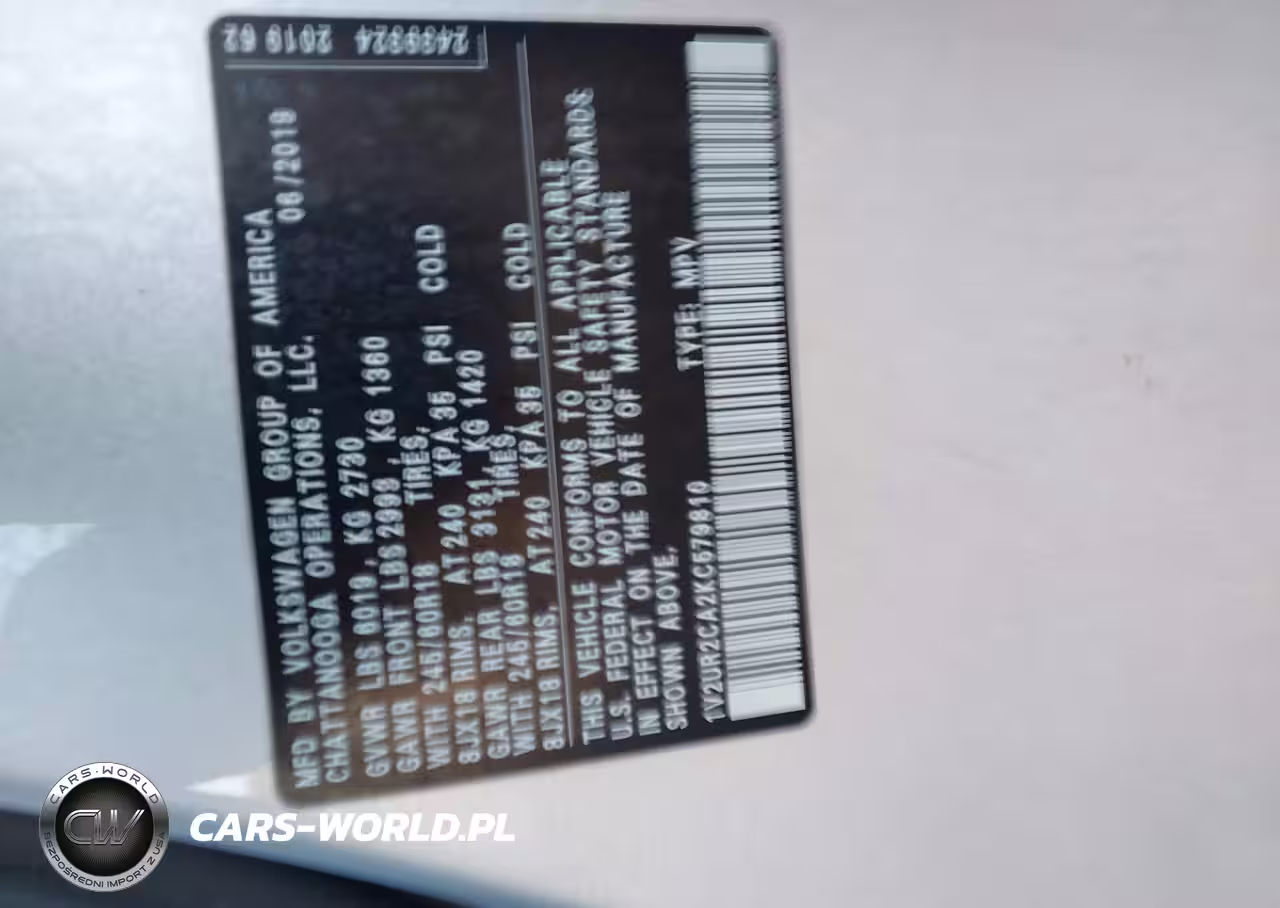 MFD BY VOLKSWAGEN GROUP OF AMERICA
CHATTANOOGA OPERATIONS, LLC. 06/2019
GVWR LBS 6019, KG 2730
GAWR FRONT LBS 2999, KG 1360
WITH 245/60R18 TIRES,
8JX18 RIMS, AT 240 KPA 35 PSI COLD
GAWR REAR LBS 3131, KG 1420
WITH 245/60R18 TIRES,
8JX18 RIMS, AT 240 KPA 35 PSI COLD
THIS VEHICLE CONFORMS TO ALL APPLICABLE
U.S. FEDERAL MOTOR VEHICLE SAFETY STANDARDS
IN EFFECT ON THE DATE OF MANUFACTURE
SHOWN ABOVE.
1V2UR2CA2KC579810 TYPE: MPV
CARS-WORLD
CW
BEZPOŚREDNI IMPORT Z USA
CARS-WORLD.PL